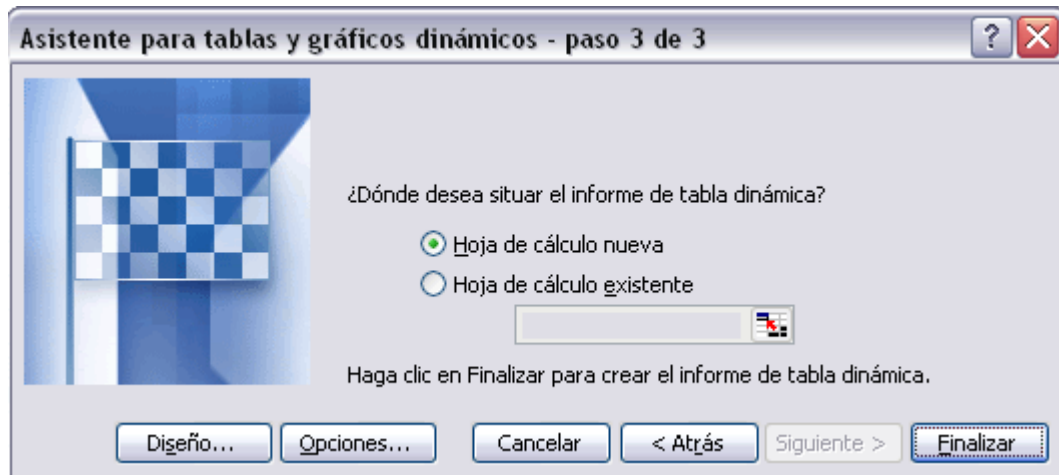 Asistente para tablas y gráficos dinámicos - paso 3 de 3
¿Dónde desea situar el informe de tabla dinámica?
Hoja de cálculo nueva
Hoja de cálculo existente
Haga clic en Finalizar para crear el informe de tabla dinámica.
Diseño... Opciones... Cancelar < Atrás Siguiente > Finalizar